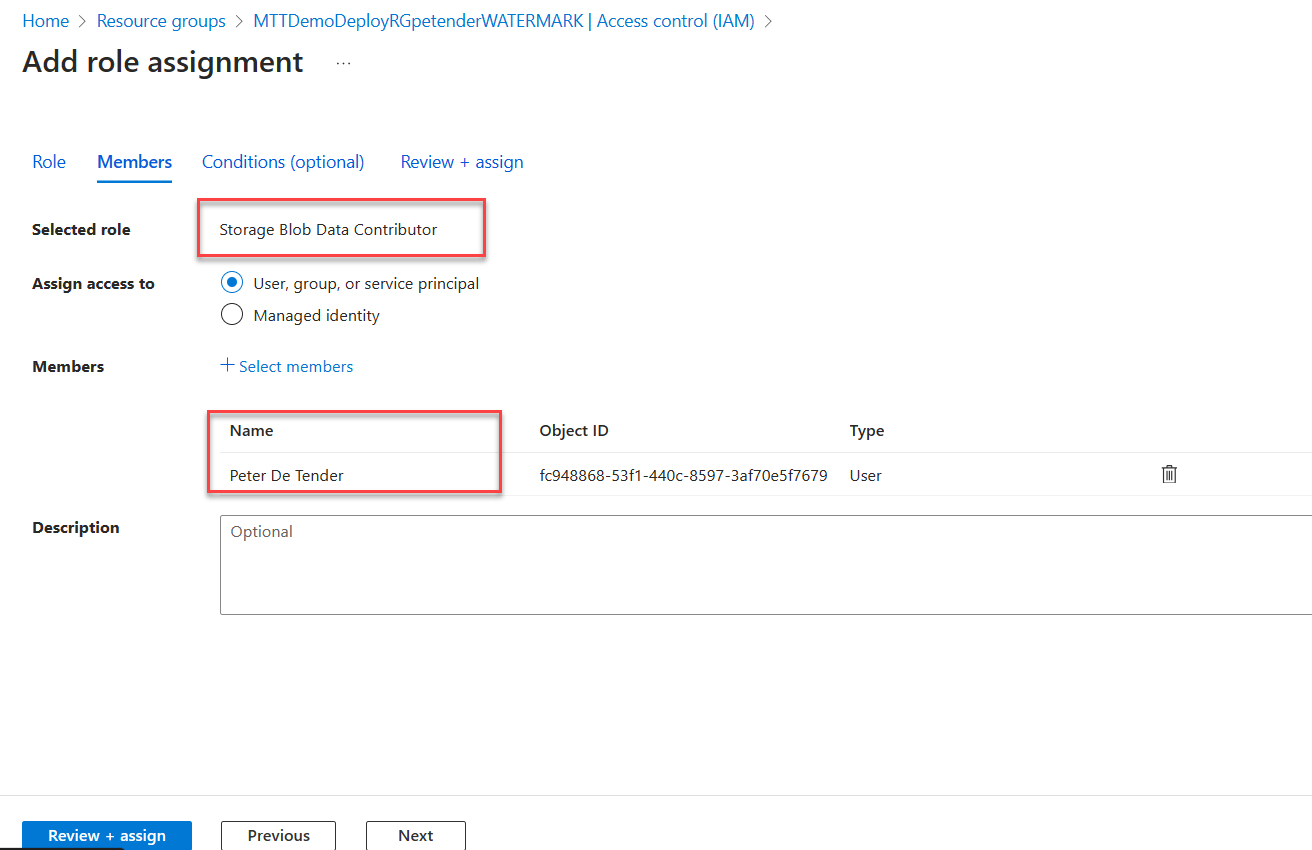 Home > Resource groups > MTTDemoDeployRGpetenderWATERMARK | Access control (IAM) >
Add role assignment ...
Role Members Conditions (optional) Review + assign
Selected role Storage Blob Data Contributor
Assign access to User, group, or service principal
Managed identity
Members + Select members
Name Object ID Type
Peter De Tender fc948868-53f1-440c-8597-3af70e5f7679 User
Description Optional
Review + assign Previous Next